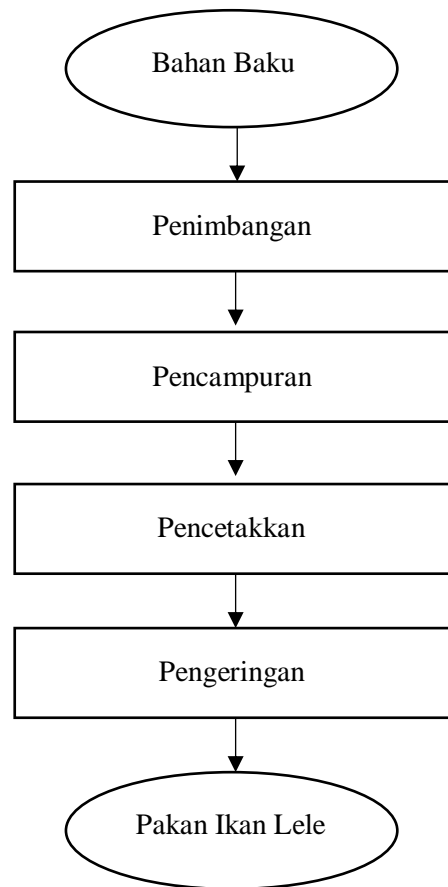 Bahan Baku
Penimbangan
Pencampuran
Pencetakkan
Pengeringan
Pakan Ikan Lele